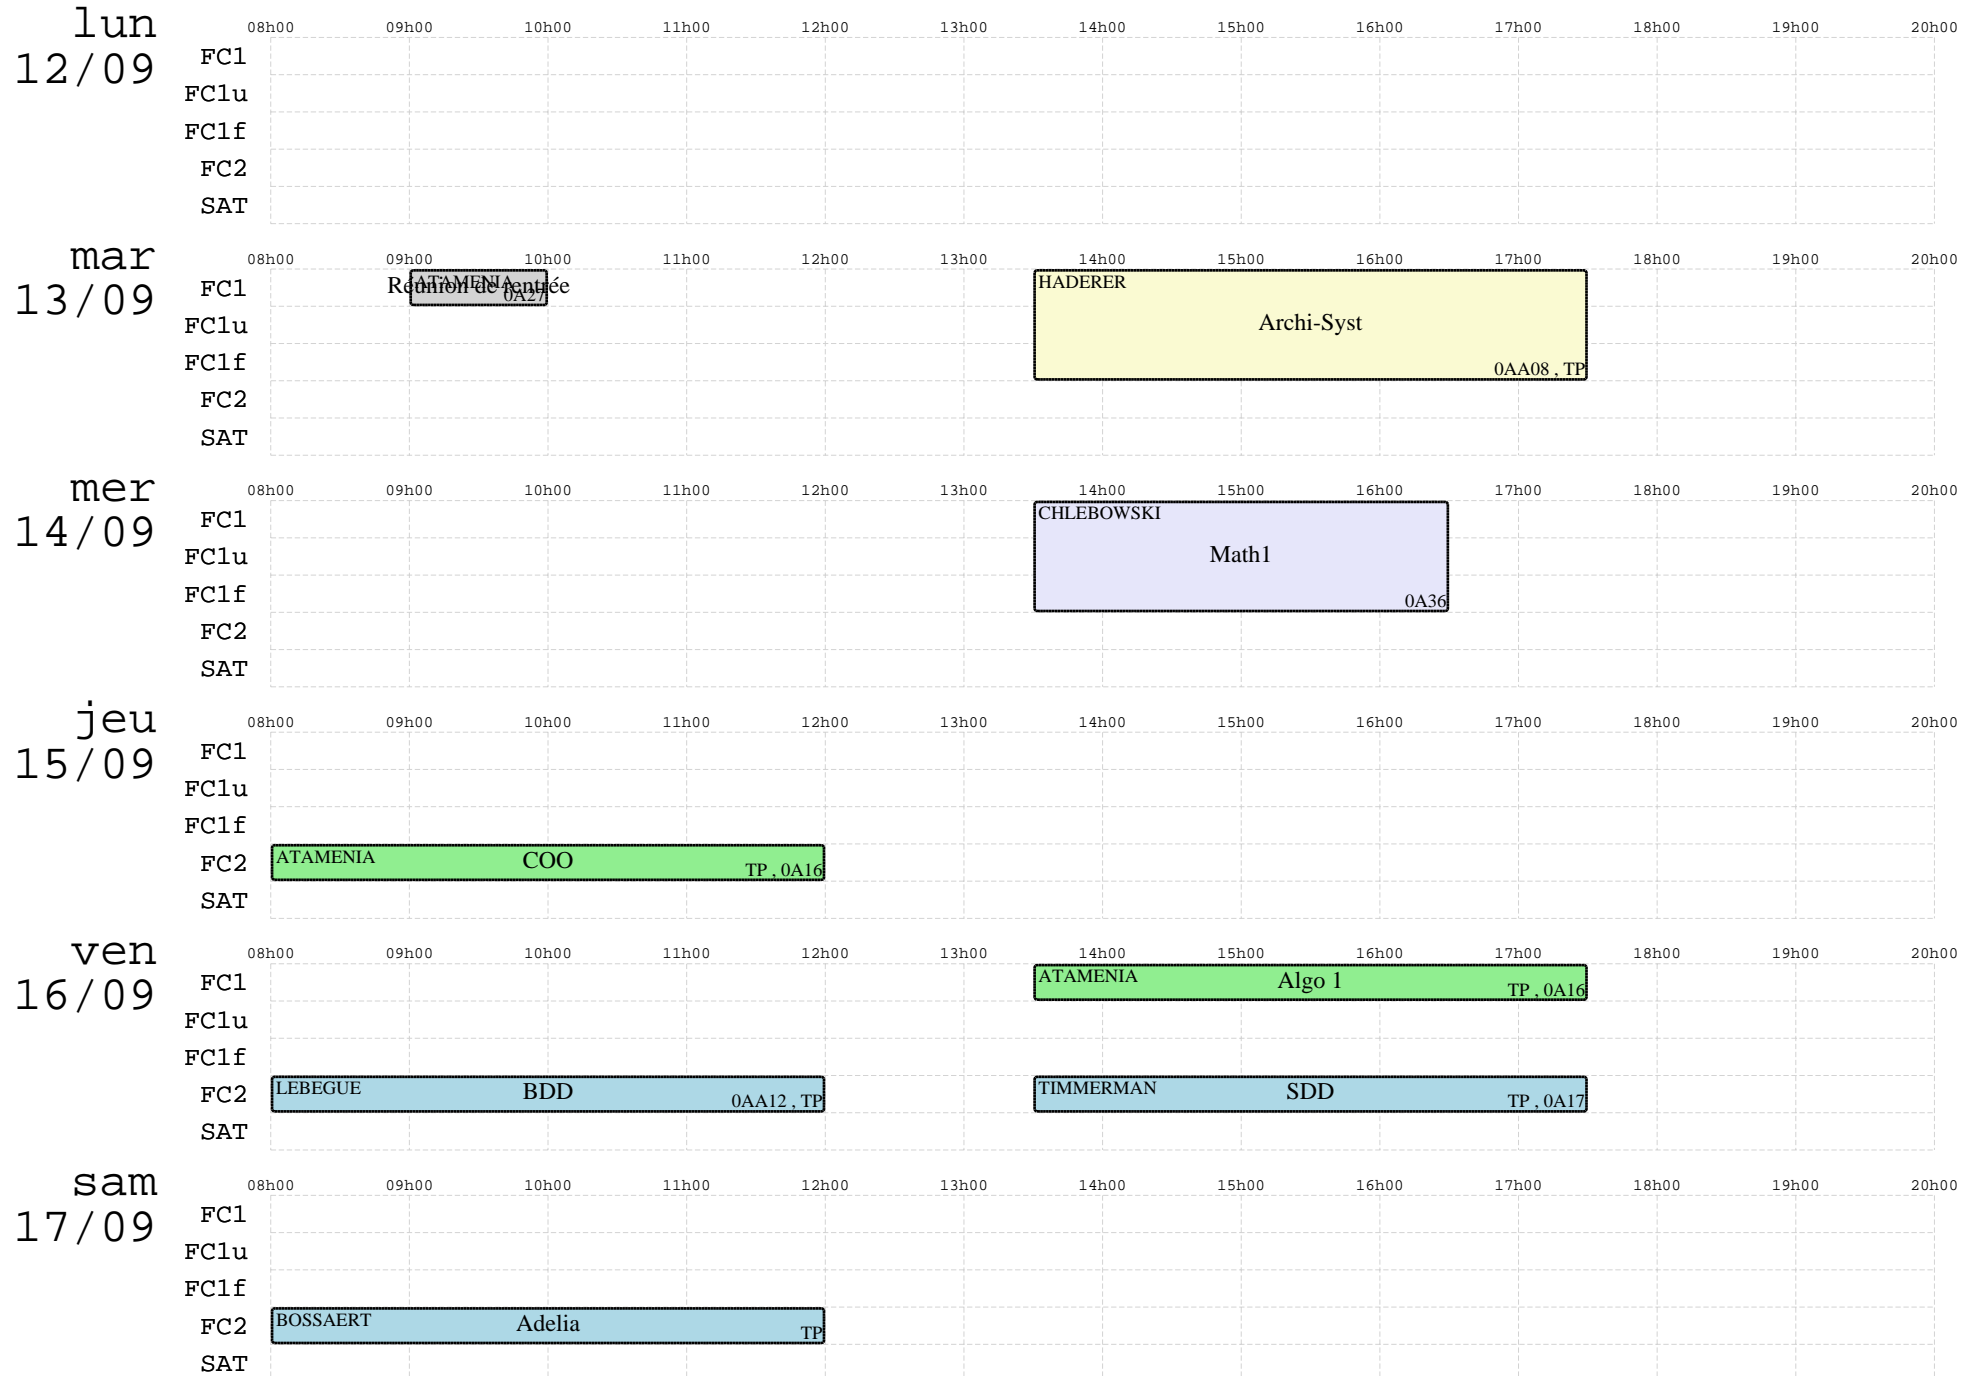 lun
12/09
08h00 09h00 10h00 11h00 12h00 13h00 14h00 15h00 16h00 17h00 18h00 19h00 20h00
FC1
FC1u
FC1f
FC2
SAT
mar
13/09
08h00 09h00 10h00 11h00 12h00 13h00 14h00 15h00 16h00 17h00 18h00 19h00 20h00
FC1
ATAMENIA
Réunion de rentrée
0A27
HADERER
FC1u
Archi-Syst
FC1f
0AA08 , TP
FC2
SAT
mer
14/09
08h00 09h00 10h00 11h00 12h00 13h00 14h00 15h00 16h00 17h00 18h00 19h00 20h00
FC1
CHLEBOWSKI
FC1u
Math1
FC1f
0A36
FC2
SAT
jeu
15/09
08h00 09h00 10h00 11h00 12h00 13h00 14h00 15h00 16h00 17h00 18h00 19h00 20h00
FC1
FC1u
FC1f
FC2
ATAMENIA COO TP , 0A16
SAT
ven
16/09
08h00 09h00 10h00 11h00 12h00 13h00 14h00 15h00 16h00 17h00 18h00 19h00 20h00
FC1
ATAMENIA Algo 1 TP , 0A16
FC1u
FC1f
FC2
LEBEGUE BDD 0AA12 , TP
TIMMERMAN SDD TP , 0A17
SAT
sam
17/09
08h00 09h00 10h00 11h00 12h00 13h00 14h00 15h00 16h00 17h00 18h00 19h00 20h00
FC1
FC1u
FC1f
FC2
BOSSAERT Adelia TP
SAT